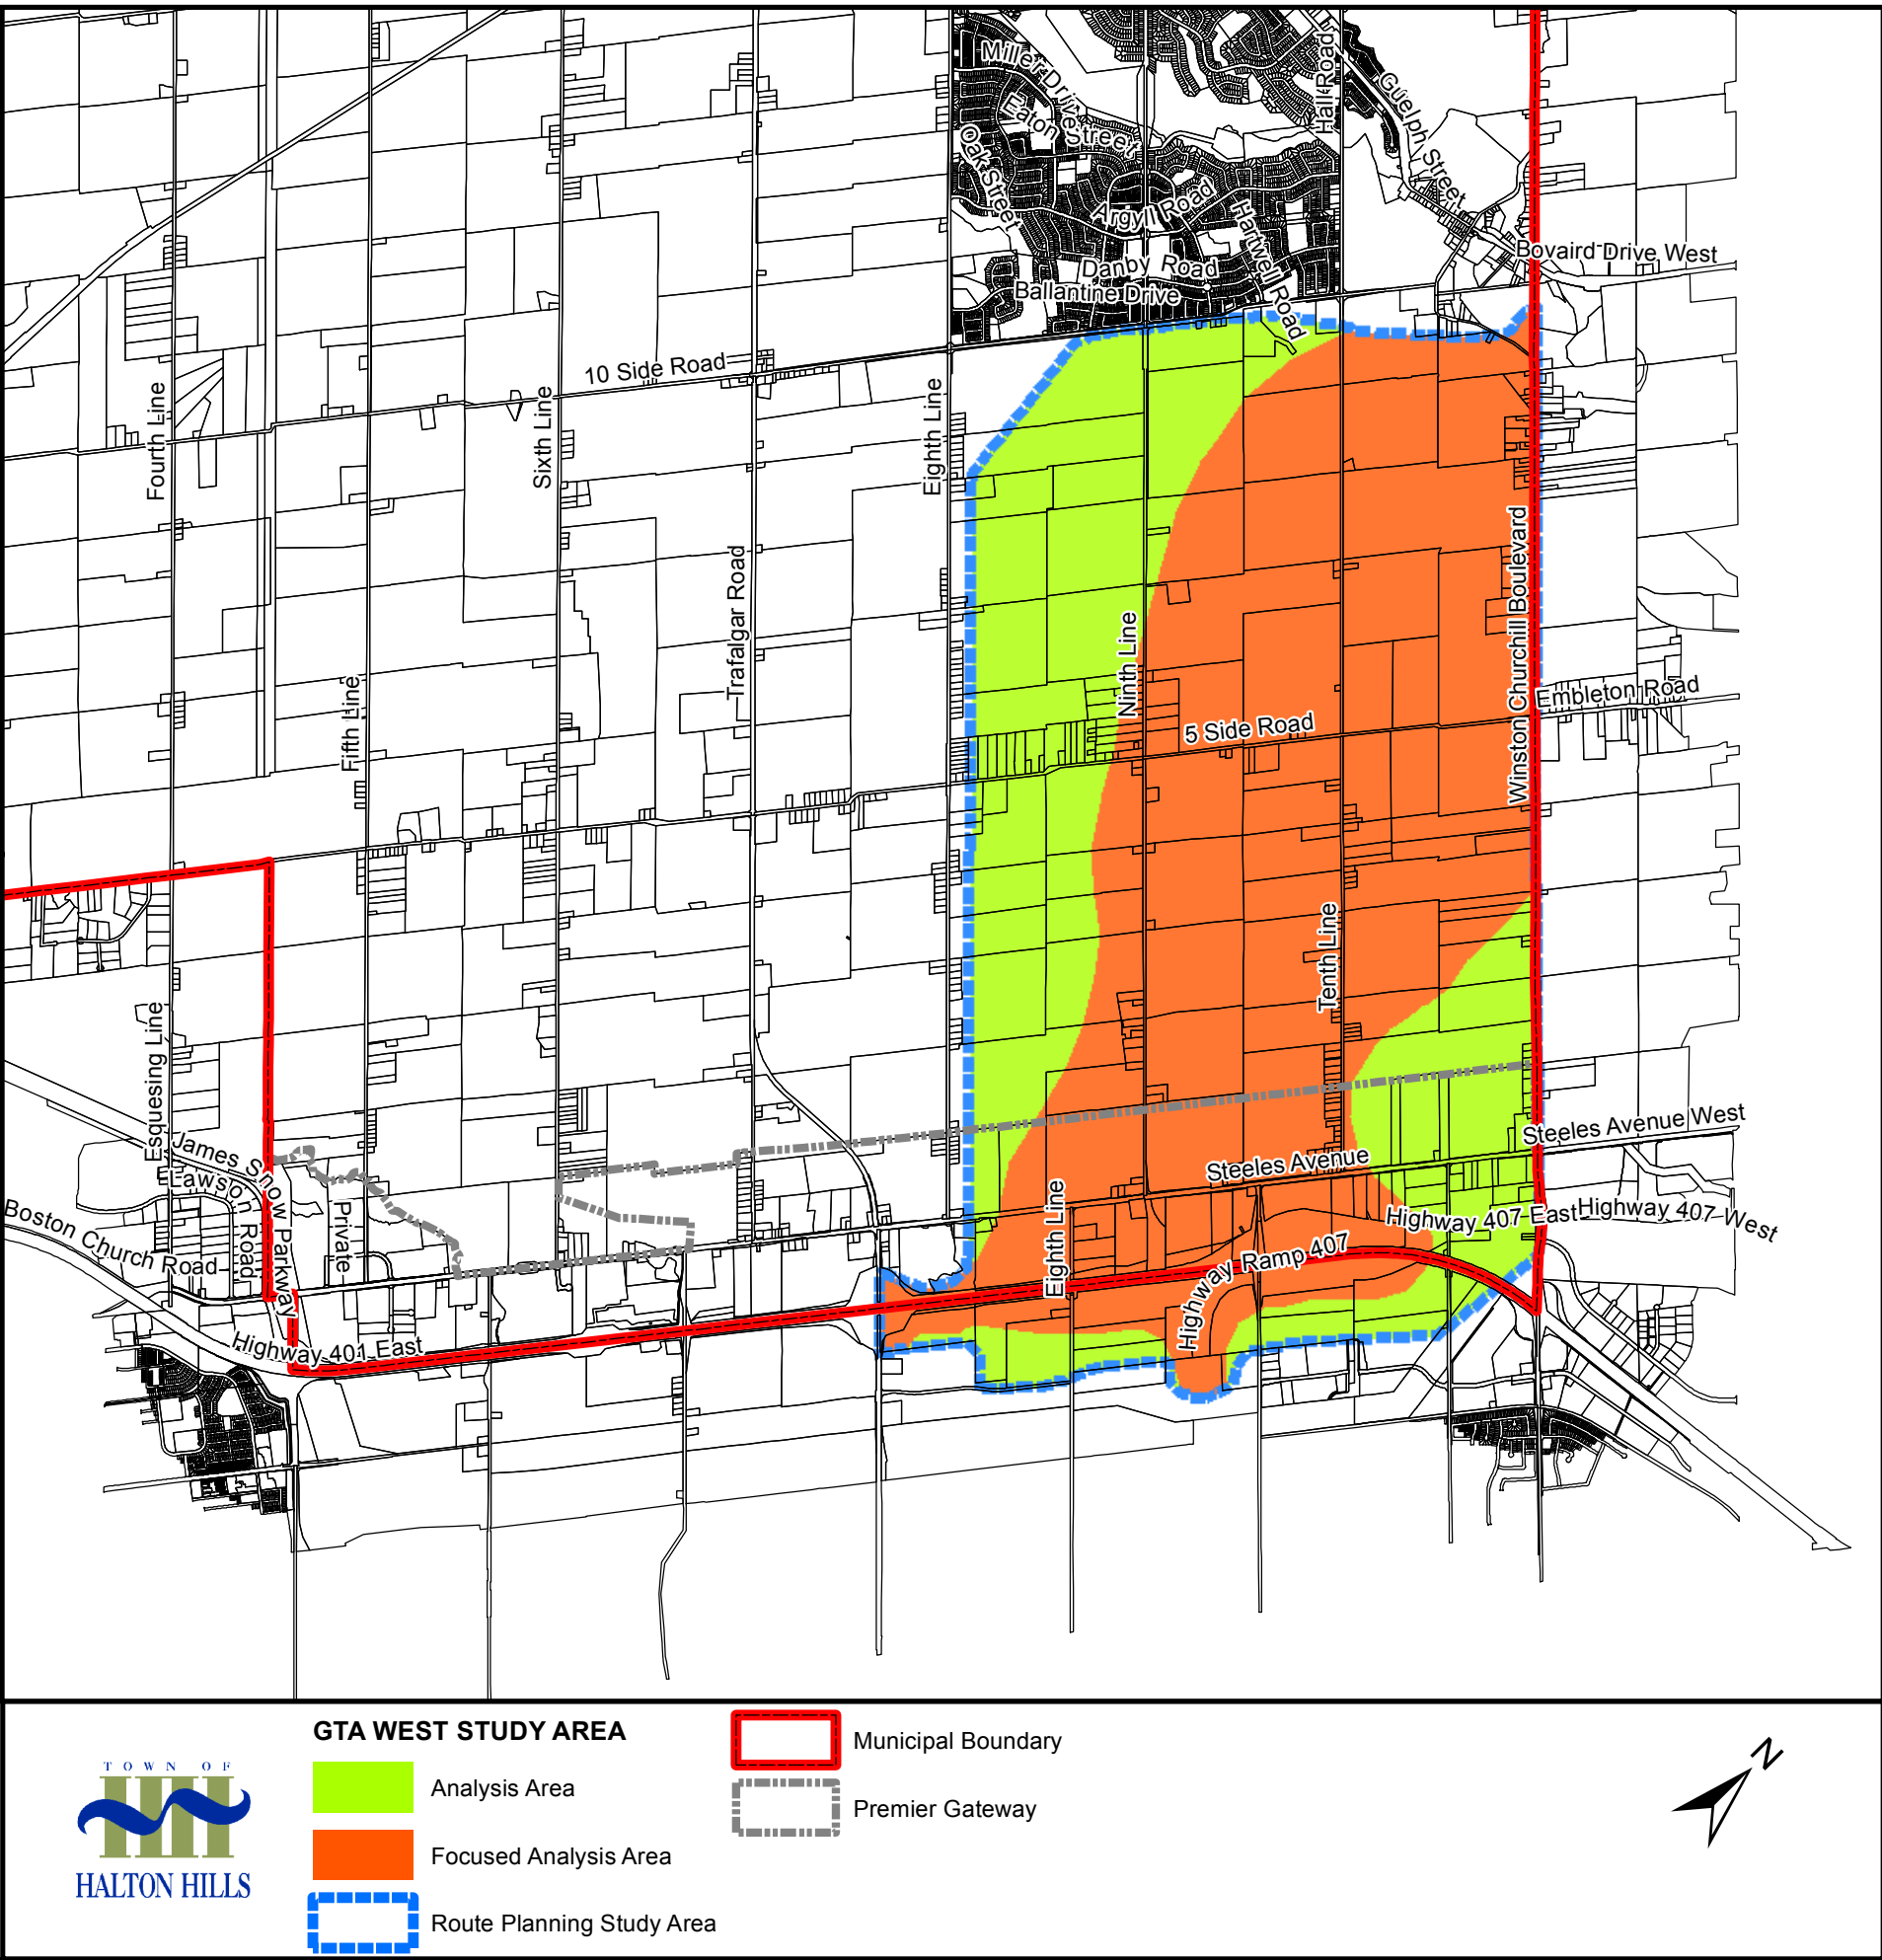 Miller Drive
Eaton Street
Oak Street
Hall Road
Guelph Street
Argyll Road
Hartwell Road
Danby Road
Ballantine Drive
Bovaird Drive West
10 Side Road
Fourth Line
Sixth Line
Eighth Line
Trafalgar Road
Ninth Line
Winston Churchill Boulevard
Fifth Line
5 Side Road
Embleton Road
Tenth Line
Esquesing Line
James Snow Parkway
Lawson Road
Private
Boston Church Road
Highway 401 East
Steeles Avenue
Steeles Avenue West
Eighth Line
Highway Ramp 407
Highway 407 East
Highway 407 West
TOWN OF
HALTON HILLS
GTA WEST STUDY AREA
Analysis Area
Focused Analysis Area
Route Planning Study Area
Municipal Boundary
Premier Gateway
N